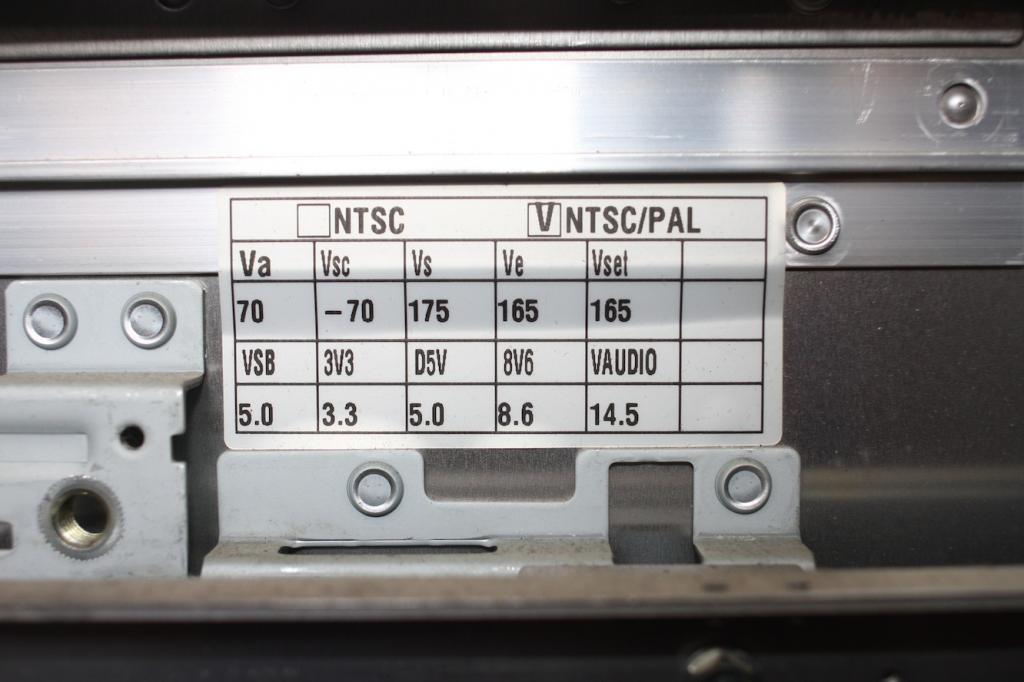 NTSC V NTSC/PAL
Va Vsc Vs Ve Vset
70 -70 175 165 165
VSB 3V3 D5V 8V6 VAUDIO
5.0 3.3 5.0 8.6 14.5